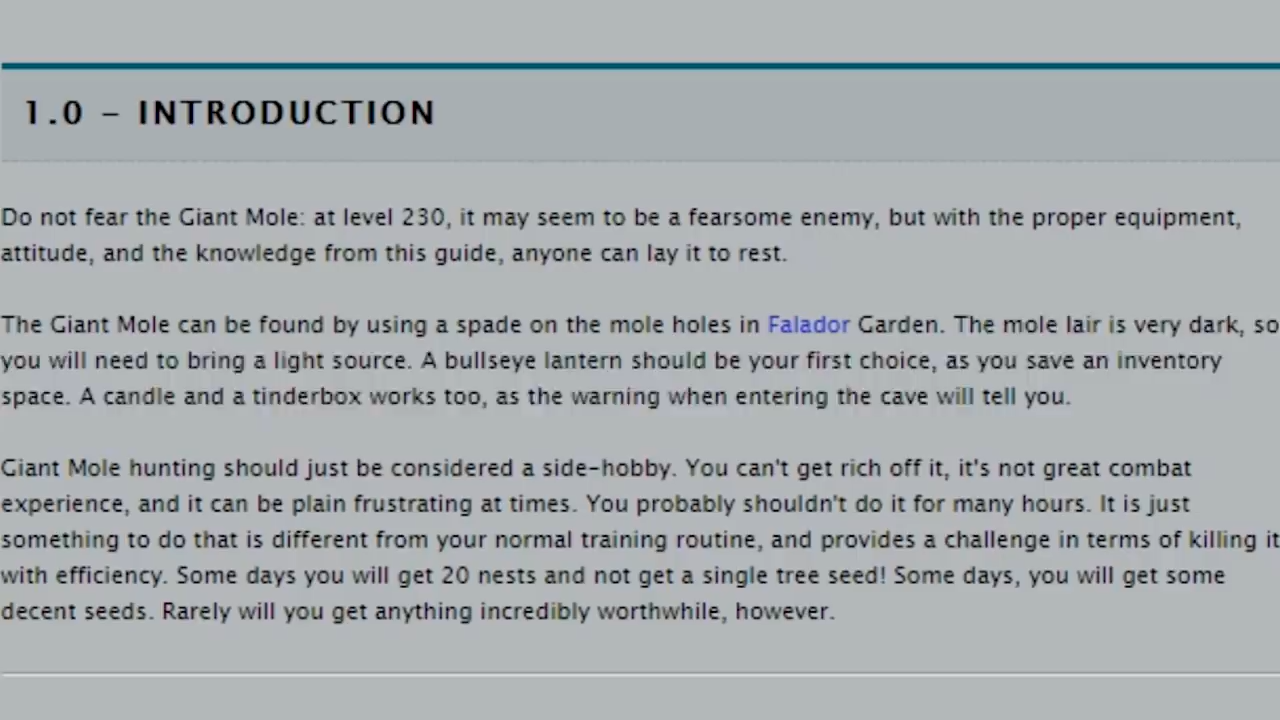 1.0 – INTRODUCTION
Do not fear the Giant Mole: at level 230, it may seem to be a fearsome enemy, but with the proper equipment,
attitude, and the knowledge from this guide, anyone can lay it to rest.
The Giant Mole can be found by using a spade on the mole holes in Falador Garden. The mole lair is very dark, so
you will need to bring a light source. A bullseye lantern should be your first choice, as you save an inventory
space. A candle and a tinderbox works too, as the warning when entering the cave will tell you.
Giant Mole hunting should just be considered a side-hobby. You can't get rich off it, it's not great combat
experience, and it can be plain frustrating at times. You probably shouldn't do it for many hours. It is just
something to do that is different from your normal training routine, and provides a challenge in terms of killing it
with efficiency. Some days you will get 20 nests and not get a single tree seed! Some days, you will get some
decent seeds. Rarely will you get anything incredibly worthwhile, however.